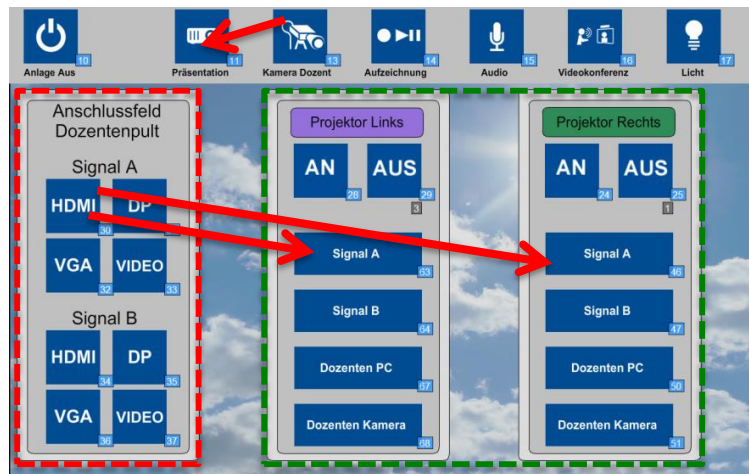 10
11
13
14
15
16
17
Anlage Aus
Präsentation
Kamera Dozent
Aufzeichnung
Audio
Videokonferenz
Licht
Anschlussfeld
Dozentenpult
Signal A
HDMI
30
DP
VGA
32
VIDEO
33
Signal B
HDMI
34
DP
35
VGA
36
VIDEO
37
Projektor Links
AN
28
AUS
29
3
Signal A
63
Signal B
64
Dozenten PC
67
Dozenten Kamera
68
Projektor Rechts
AN
24
AUS
25
1
Signal A
46
Signal B
47
Dozenten PC
50
Dozenten Kamera
51